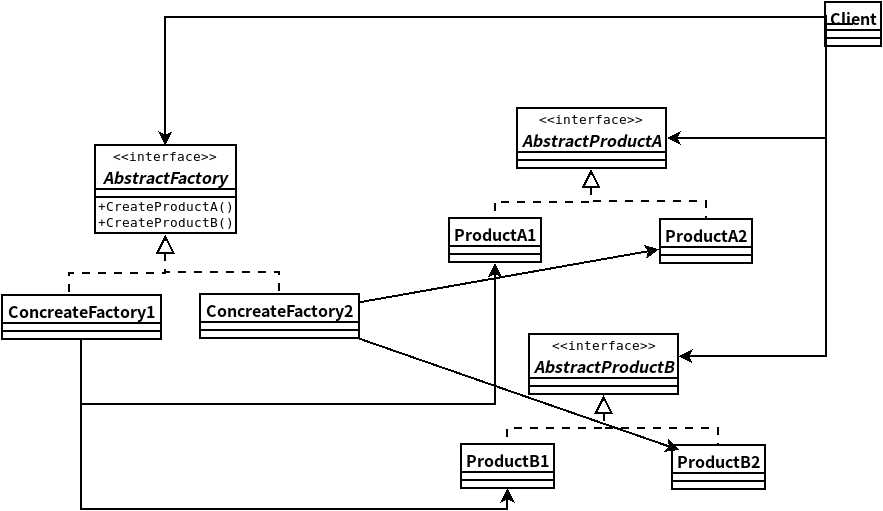 Client
<<interface>>
AbstractProductA
<<interface>>
AbstractFactory
+CreateProductA()
+CreateProductB()
ProductA1
ProductA2
ConcreateFactory1
ConcreateFactory2
<<interface>>
AbstractProductB
ProductB1
ProductB2